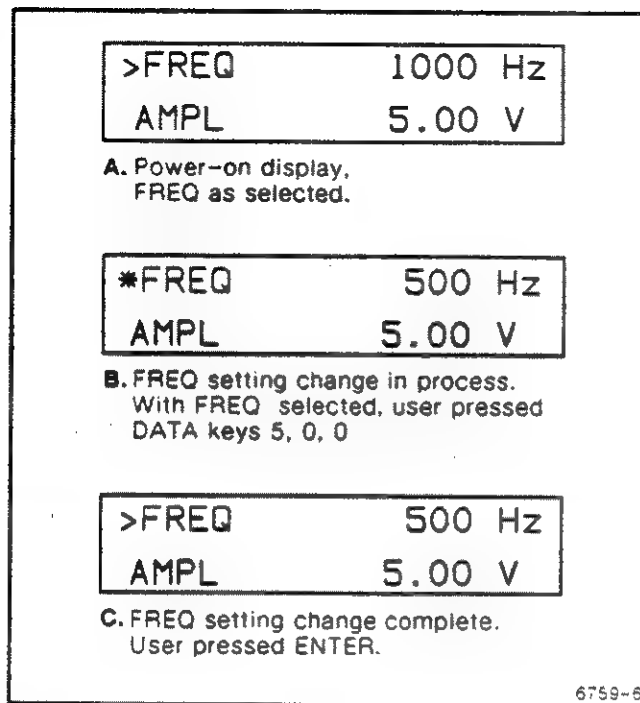 >FREQ 1000 Hz
AMPL 5.00 V
A. Power-on display,
FREQ as selected.
*FREQ 500 Hz
AMPL 5.00 V
B. FREQ setting change in process.
With FREQ selected, user pressed
DATA keys 5, 0, 0
>FREQ 500 Hz
AMPL 5.00 V
C. FREQ setting change complete.
User pressed ENTER.
6759-6